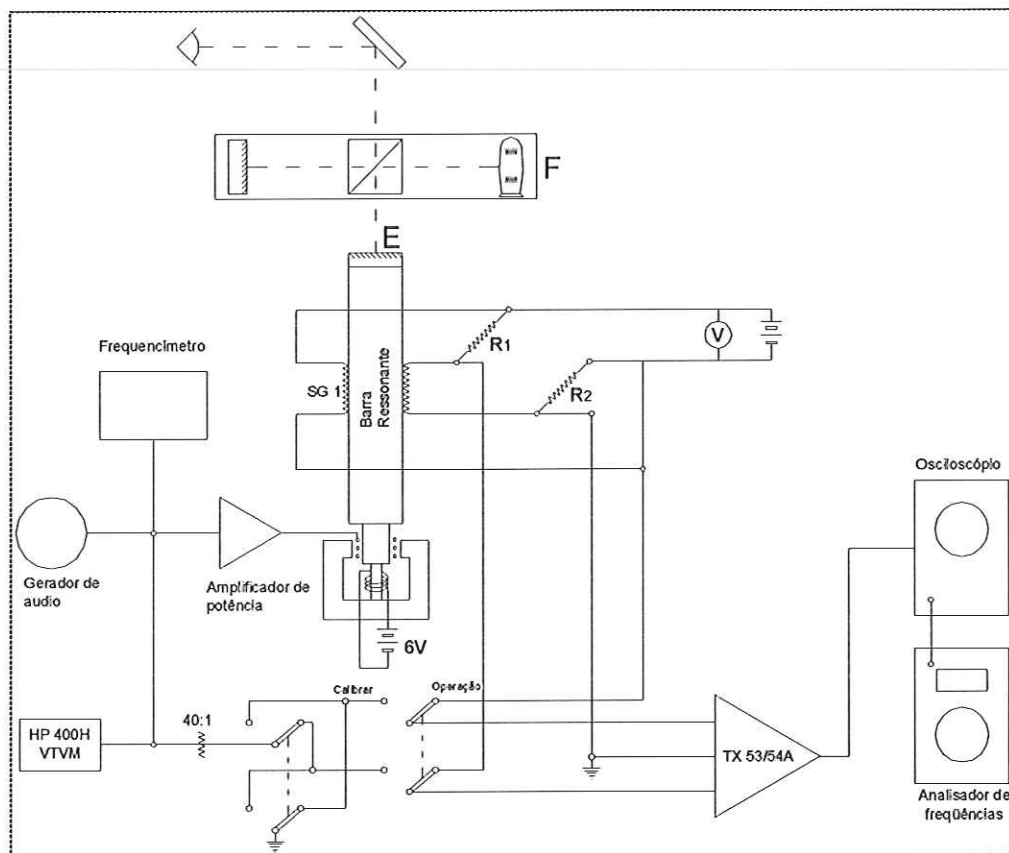 F
E
R1
V
Frequencimetro
SG 1
Barra
Ressonante
R2
Osciloscópio
Gerador de
audio
Amplificador de
potência
6V
Calibrar
Operação
40:1
HP 400H
VTVM
TX 53/54A
Analisador de
freqüências